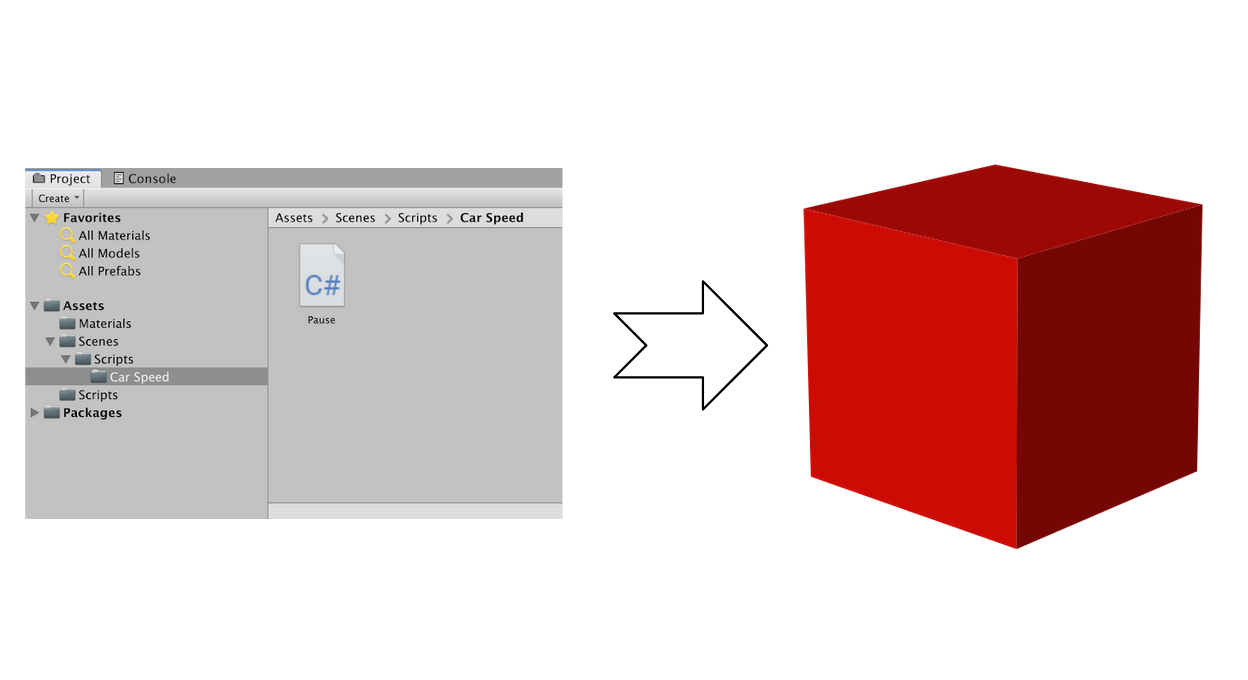 Project Console
Create
Favorites
All Materials
All Models
All Prefabs
Assets
Materials
Scenes
Scripts
Car Speed
Scripts
Packages
Assets Scenes Scripts Car Speed
C#
Pause